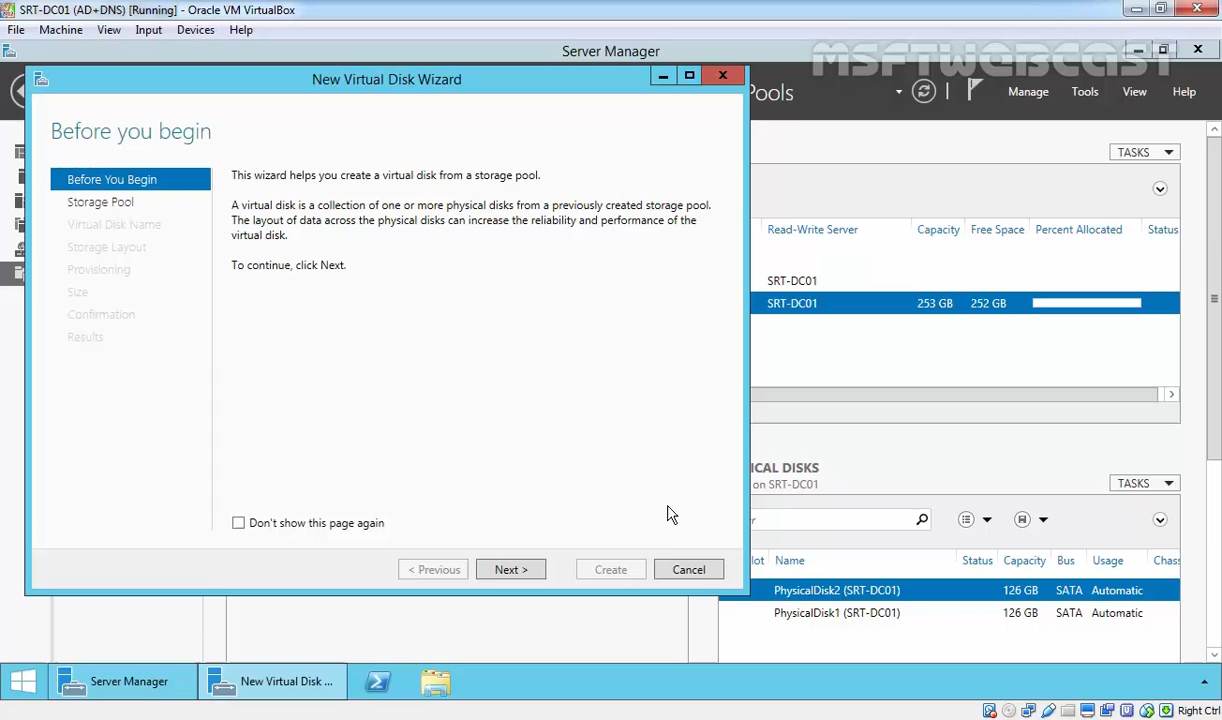 SRT-DC01 (AD+DNS) [Running] - Oracle VM VirtualBox
File Machine View Input Devices Help
Server Manager
MSFTWEBCAST
New Virtual Disk Wizard
Pools
Manage Tools View Help
Before you begin
TASKS
Before You Begin
Storage Pool
Virtual Disk Name
Storage Layout
Provisioning
Size
Confirmation
Results
This wizard helps you create a virtual disk from a storage pool.
A virtual disk is a collection of one or more physical disks from a previously created storage pool.
The layout of data across the physical disks can increase the reliability and performance of the
virtual disk.
To continue, click Next.
Don't show this page again
< Previous Next > Create Cancel
Read-Write Server Capacity Free Space Percent Allocated Status
SRT-DC01
SRT-DC01 253 GB 252 GB
ICAL DISKS
on SRT-DC01
TASKS
Name Status Capacity Bus Usage Chass
PhysicalDisk2 (SRT-DC01) 126 GB SATA Automatic
PhysicalDisk1 (SRT-DC01) 126 GB SATA Automatic
Server Manager New Virtual Disk ...
Right Ctrl